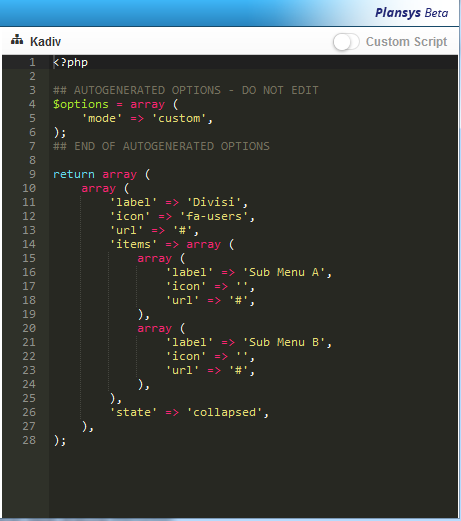 Plansys Beta
Kadiv
Custom Script
1 <?php
2
3 ## AUTOGENERATED OPTIONS - DO NOT EDIT
4 $options = array (
5     'mode' => 'custom',
6 );
7 ## END OF AUTOGENERATED OPTIONS
8
9 return array (
10     array (
11         'label' => 'Divisi',
12         'icon' => 'fa-users',
13         'url' => '#',
14         'items' => array (
15             array (
16                 'label' => 'Sub Menu A',
17                 'icon' => '',
18                 'url' => '#',
19             ),
20             array (
21                 'label' => 'Sub Menu B',
22                 'icon' => '',
23                 'url' => '#',
24             ),
25         ),
26         'state' => 'collapsed',
27     ),
28 );